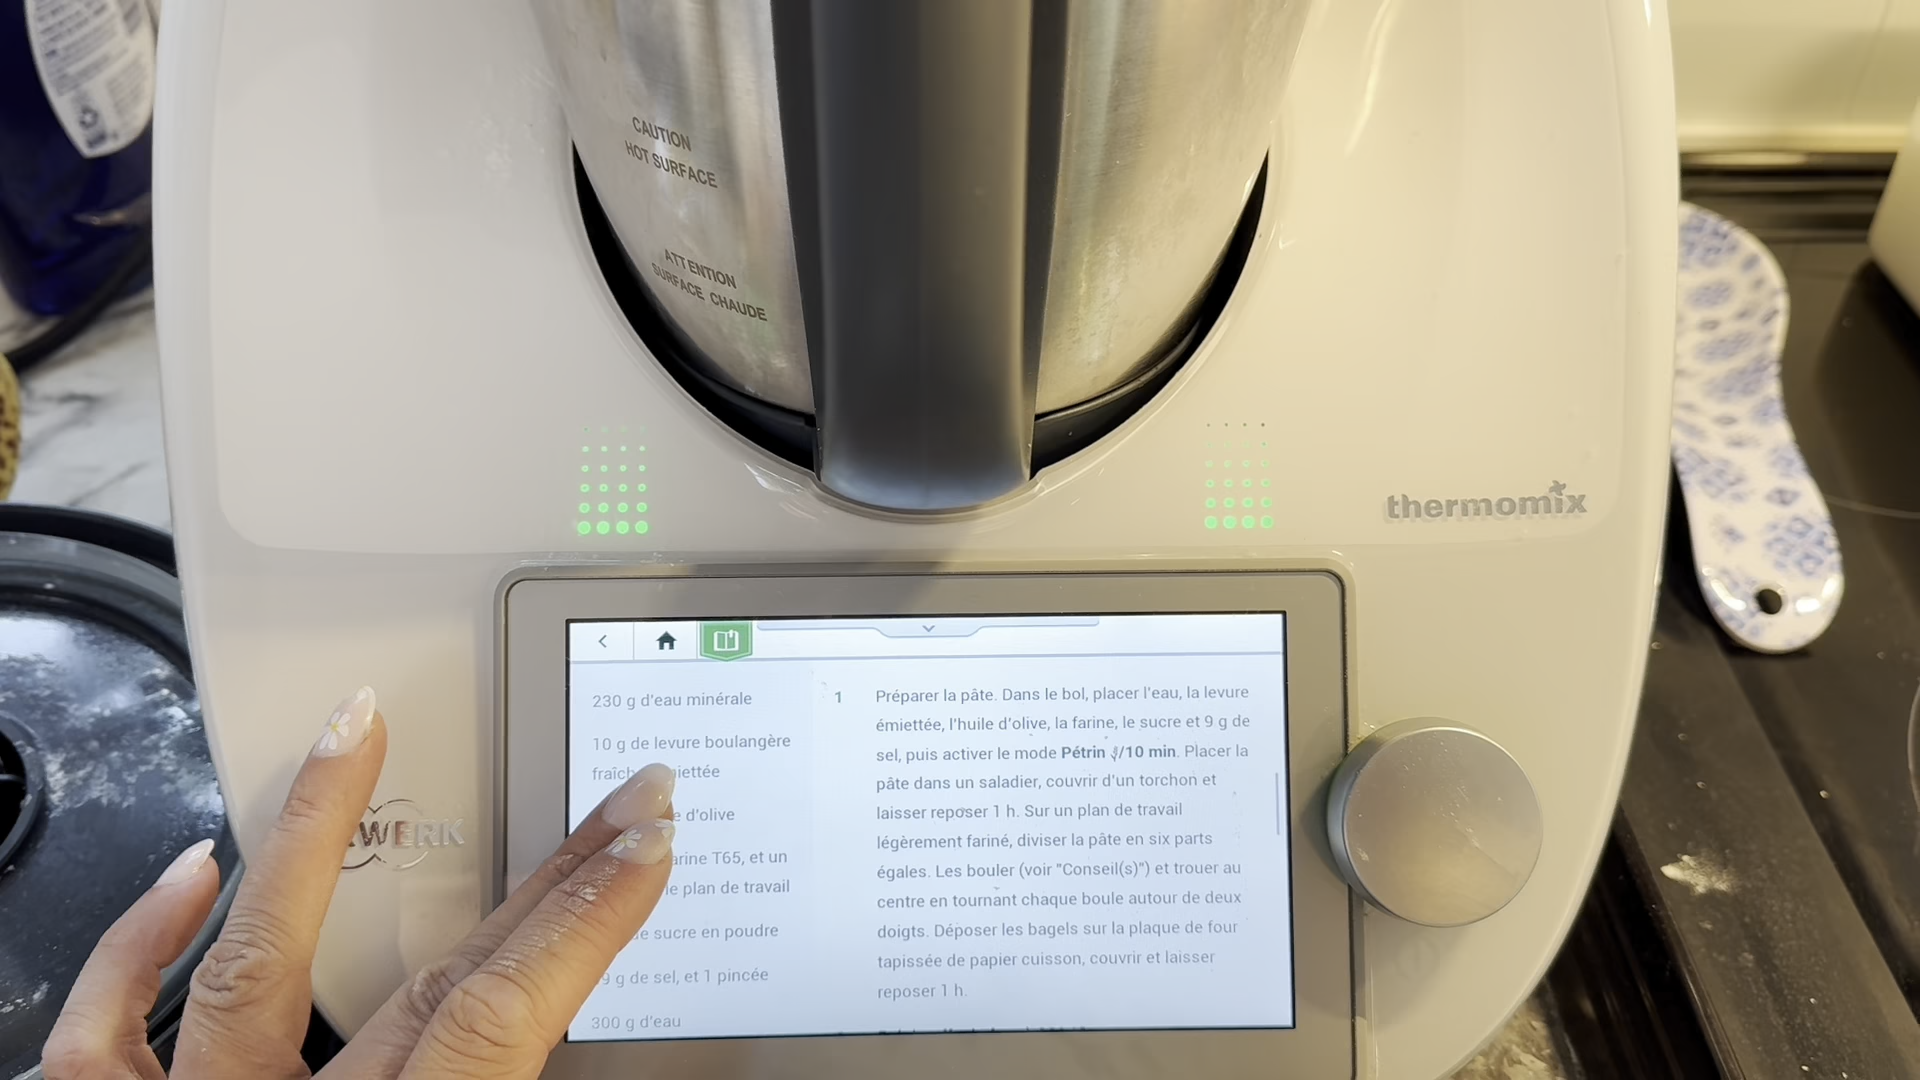 CAUTION
HOT SURFACE
ATTENTION
SURFACE CHAUDE
thermomix
WERK
230 g d'eau minérale
10 g de levure boulangère
émiettée
d'olive
T65, et un
plan de travail
de sucre en poudre
9 g de sel, et 1 pincée
300 g d'eau
1 Préparer la pâte. Dans le bol, placer l'eau, la levure
émiettée, l'huile d'olive, la farine, le sucre et 9 g de
sel, puis activer le mode Pétrin /10 min. Placer la
pâte dans un saladier, couvrir d'un torchon et
laisser reposer 1 h. Sur un plan de travail
légèrement fariné, diviser la pâte en six parts
égales. Les bouler (voir "Conseil(s)") et trouer au
centre en tournant chaque boule autour de deux
doigts. Déposer les bagels sur la plaque de four
tapissée de papier cuisson, couvrir et laisser
reposer 1 h.